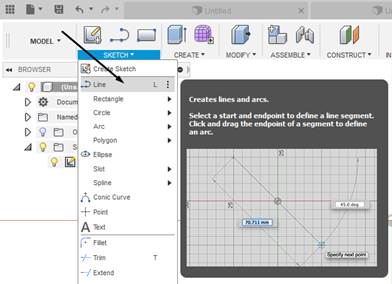 Untitled
MODEL
SKETCH
CREATE
MODIFY
ASSEMBLE
CONSTRUCT
BROWSER
Create Sketch
Line L
Rectangle
Circle
Arc
Polygon
Ellipse
Slot
Spline
Conic Curve
Point
Text
Fillet
Trim T
Extend
(Uns
Docum
Name
O
S
Creates lines and arcs.
Select a start and endpoint to define a line segment.
Click and drag the endpoint of a segment to define
an arc.
25
25
45.0 deg
70.711 mm
Specify next point